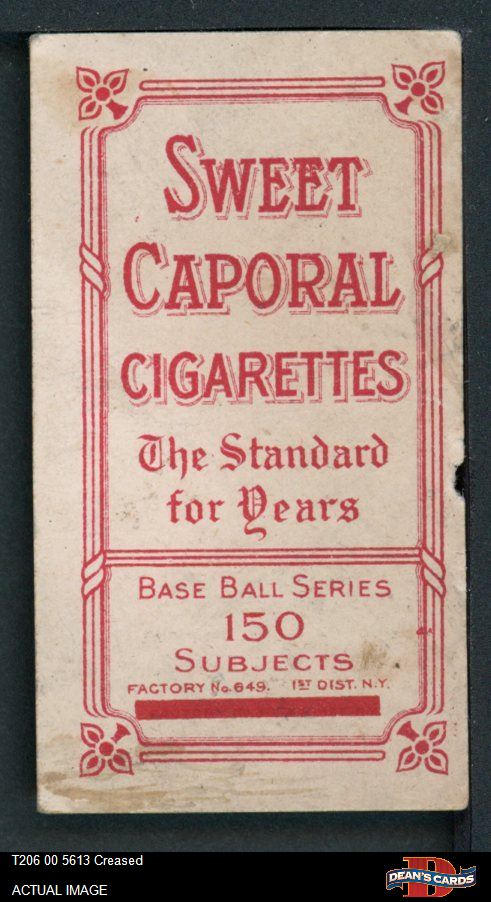 SWEET
CAPORAL
CIGARETTES
The Standard
for Years
BASE BALL SERIES
150
SUBJECTS
FACTORY No. 649. 1ST DIST. N.Y.
T206 00 5613 Creased
ACTUAL IMAGE
D
DEAN'S CARDS